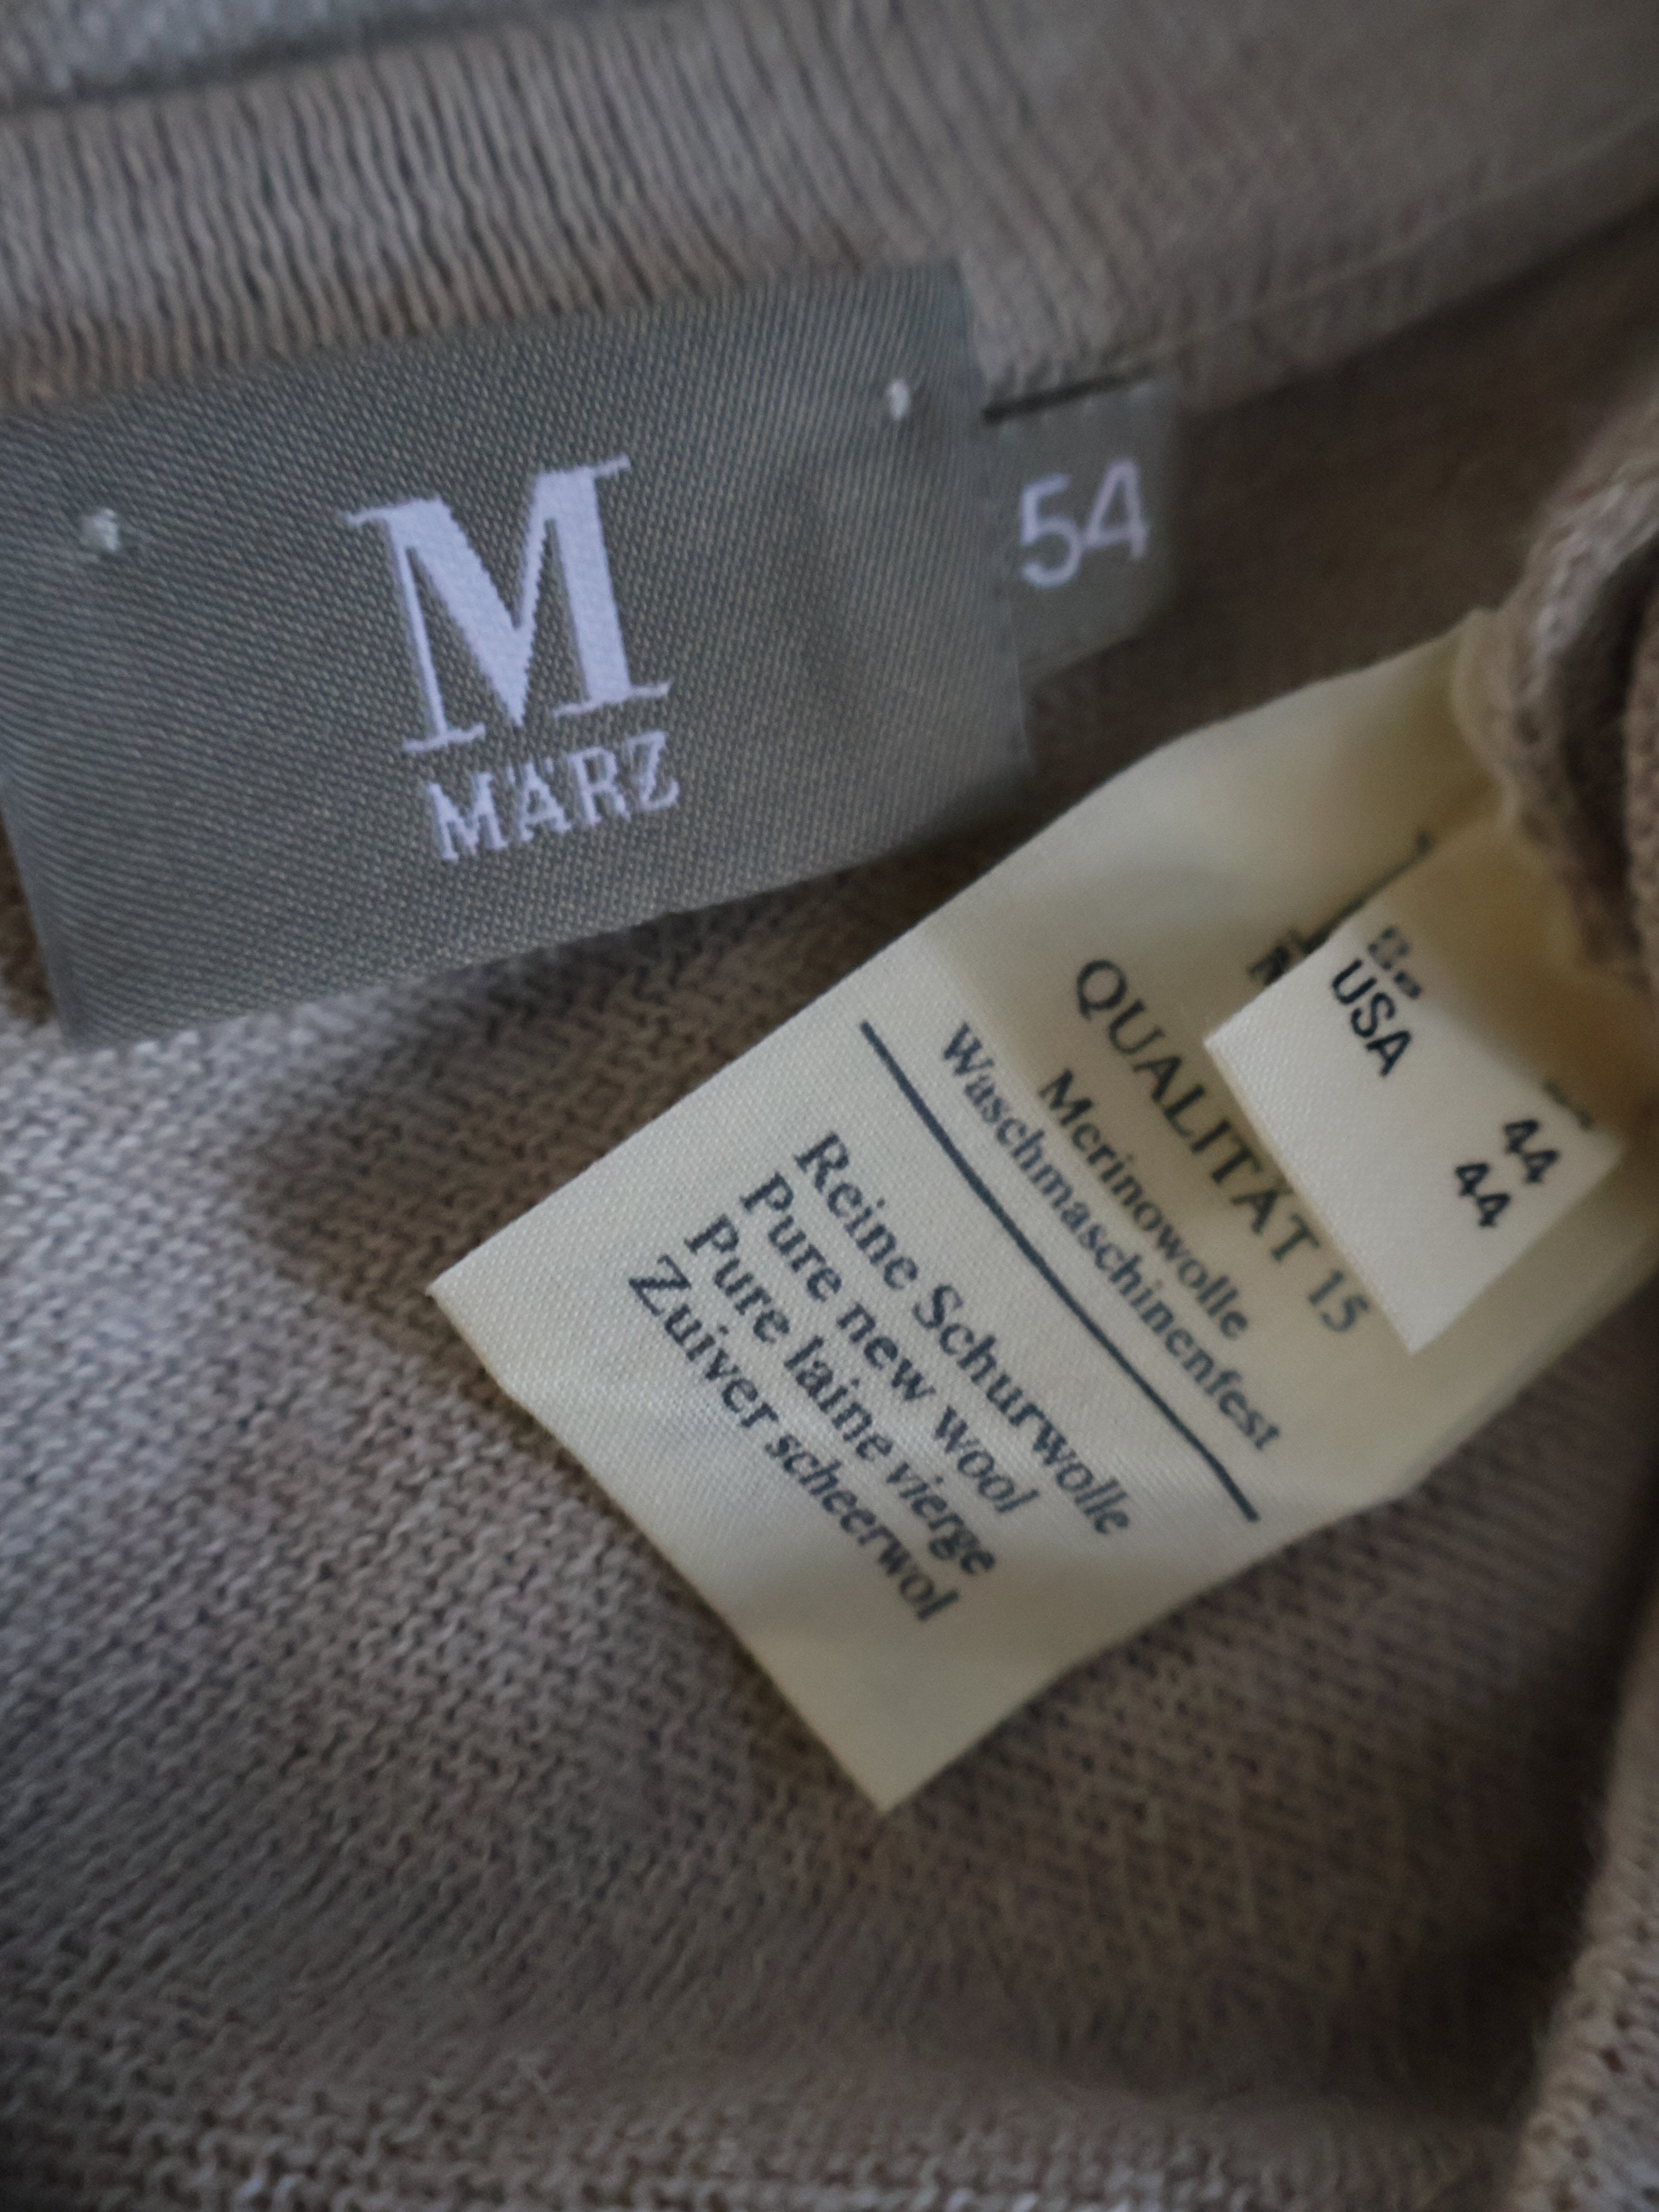 M
MÄRZ
54
USA
44
44
QUALITÄT 15
Merinowolle
Waschmaschinenfest
Reine Schurwolle
Pure new wool
Pure laine vierge
Zuiver scheerwol